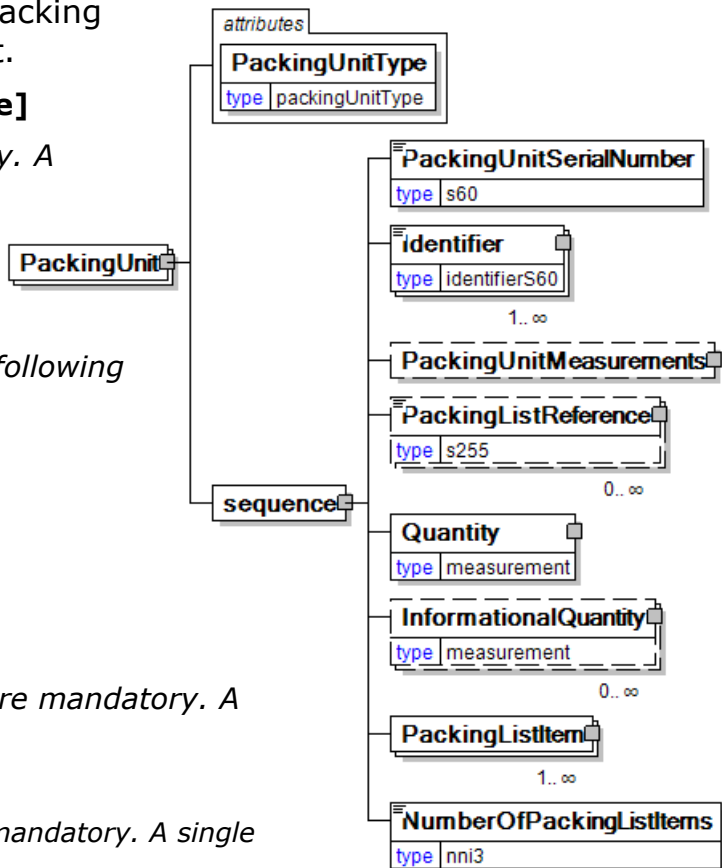 acking
t.
e]
y. A
following
re mandatory. A
mandatory. A single
attributes
PackingUnitType
type packingUnitType
PackingUnit
sequence
PackingUnitSerialNumber
type s60
Identifier
type identifierS60
1.. ∞
PackingUnitMeasurements
PackingListReference
type s255
0.. ∞
Quantity
type measurement
InformationalQuantity
type measurement
0.. ∞
PackingListItem
1.. ∞
NumberOfPackingListItems
type nni3